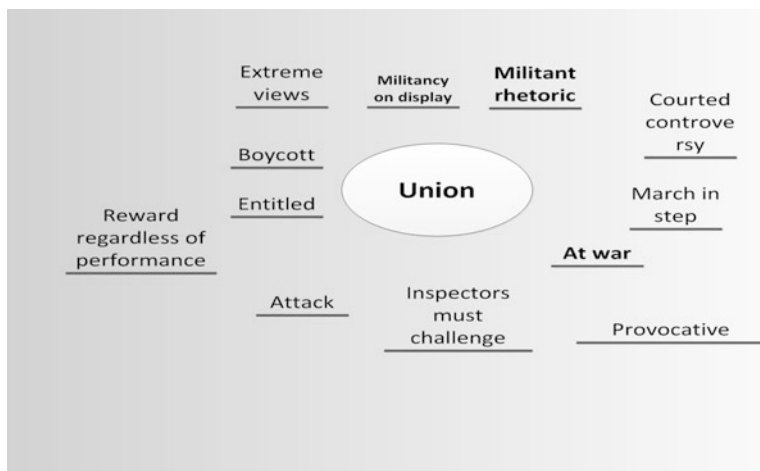 Extreme
views
Militancy
on display
Militant
rhetoric
Courted
controve
rsy
Boycott
Union
Entitled
March in
step
Reward
regardless of
performance
At war
Attack
Inspectors
must
challenge
Provocative